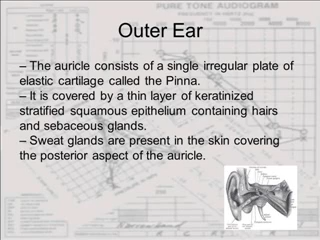 PURE TONE AUDIOGRAM
Outer Ear
– The auricle consists of a single irregular plate of
elastic cartilage called the Pinna.
– It is covered by a thin layer of keratinized
stratified squamous epithelium containing hairs
and sebaceous glands.
– Sweat glands are present in the skin covering
the posterior aspect of the auricle.